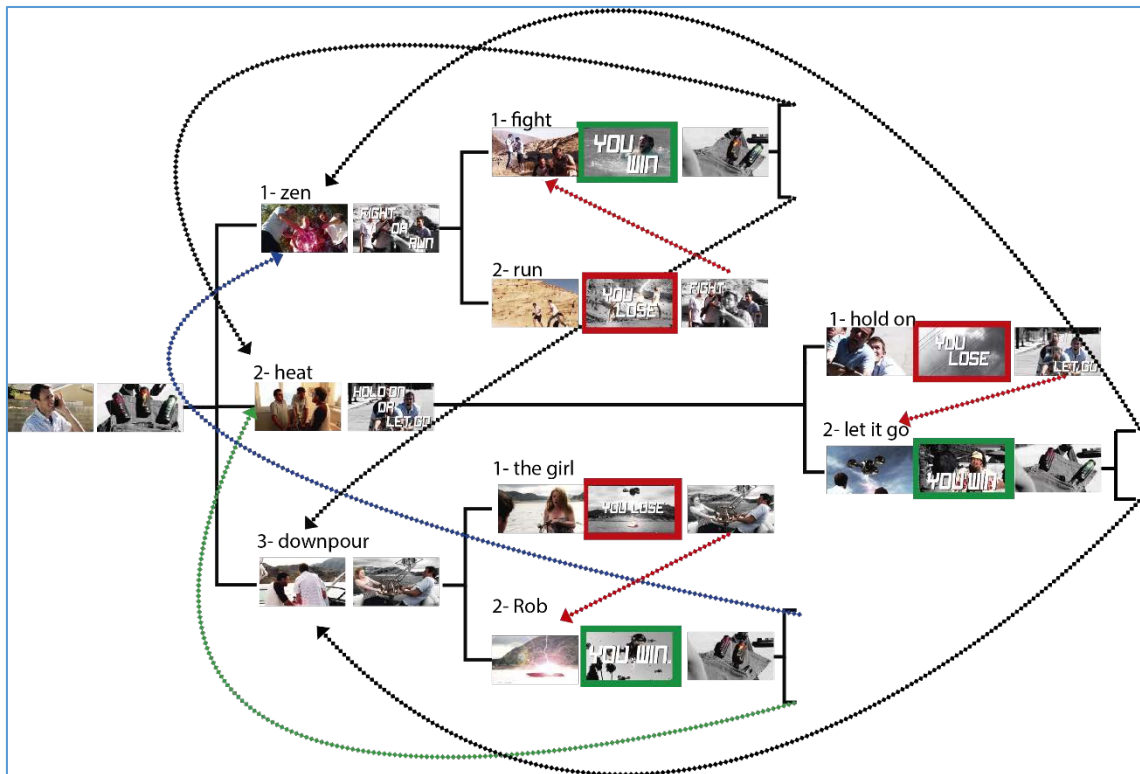 1- fight
YOU
WIN
1- zen
FIGHT
OR
RUN
2- run
YOU
LOSE
FIGHT
1- hold on
YOU
LOSE
LET GO
2- heat
HOLD ON
OR
LET GO
2- let it go
YOU WIN
1- the girl
YOU LOSE
3- downpour
2- Rob
YOU WIN